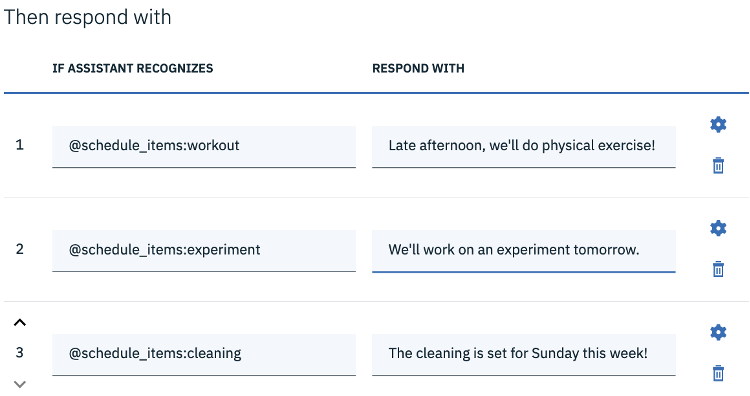 Then respond with
IF ASSISTANT RECOGNIZES RESPOND WITH
1 @schedule_items:workout Late afternoon, we'll do physical exercise!
2 @schedule_items:experiment We'll work on an experiment tomorrow.
3 @schedule_items:cleaning The cleaning is set for Sunday this week!